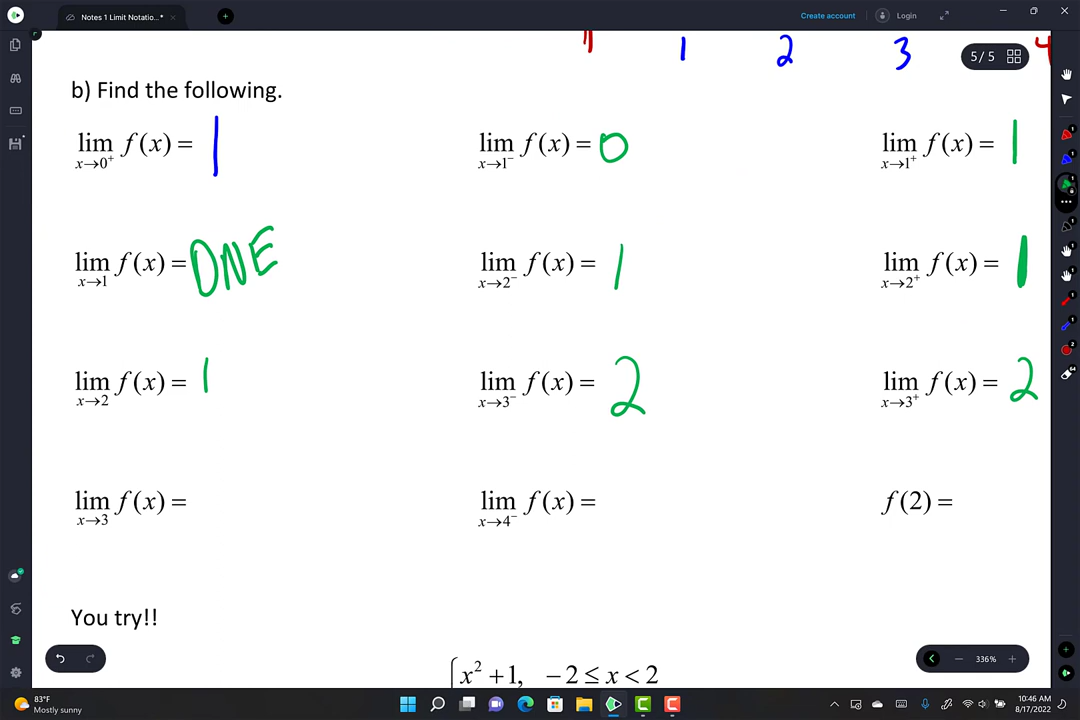 Notes 1 Limit Notatio...*
Create account
Login
1 2 3 4
5/5
b) Find the following.
lim x→0⁺ f(x) = 1 lim x→1⁻ f(x) = 0 lim x→1⁺ f(x) = 1
lim x→1 f(x) = DNE lim x→2⁻ f(x) = 1 lim x→2⁺ f(x) = 1
lim x→2 f(x) = 1 lim x→3⁻ f(x) = 2 lim x→3⁺ f(x) = 2
lim x→3 f(x) = lim x→4⁻ f(x) = f(2) =
You try!!
336%
x² + 1, −2 ≤ x < 2
83°F
Mostly sunny
10:46 AM
8/17/2022